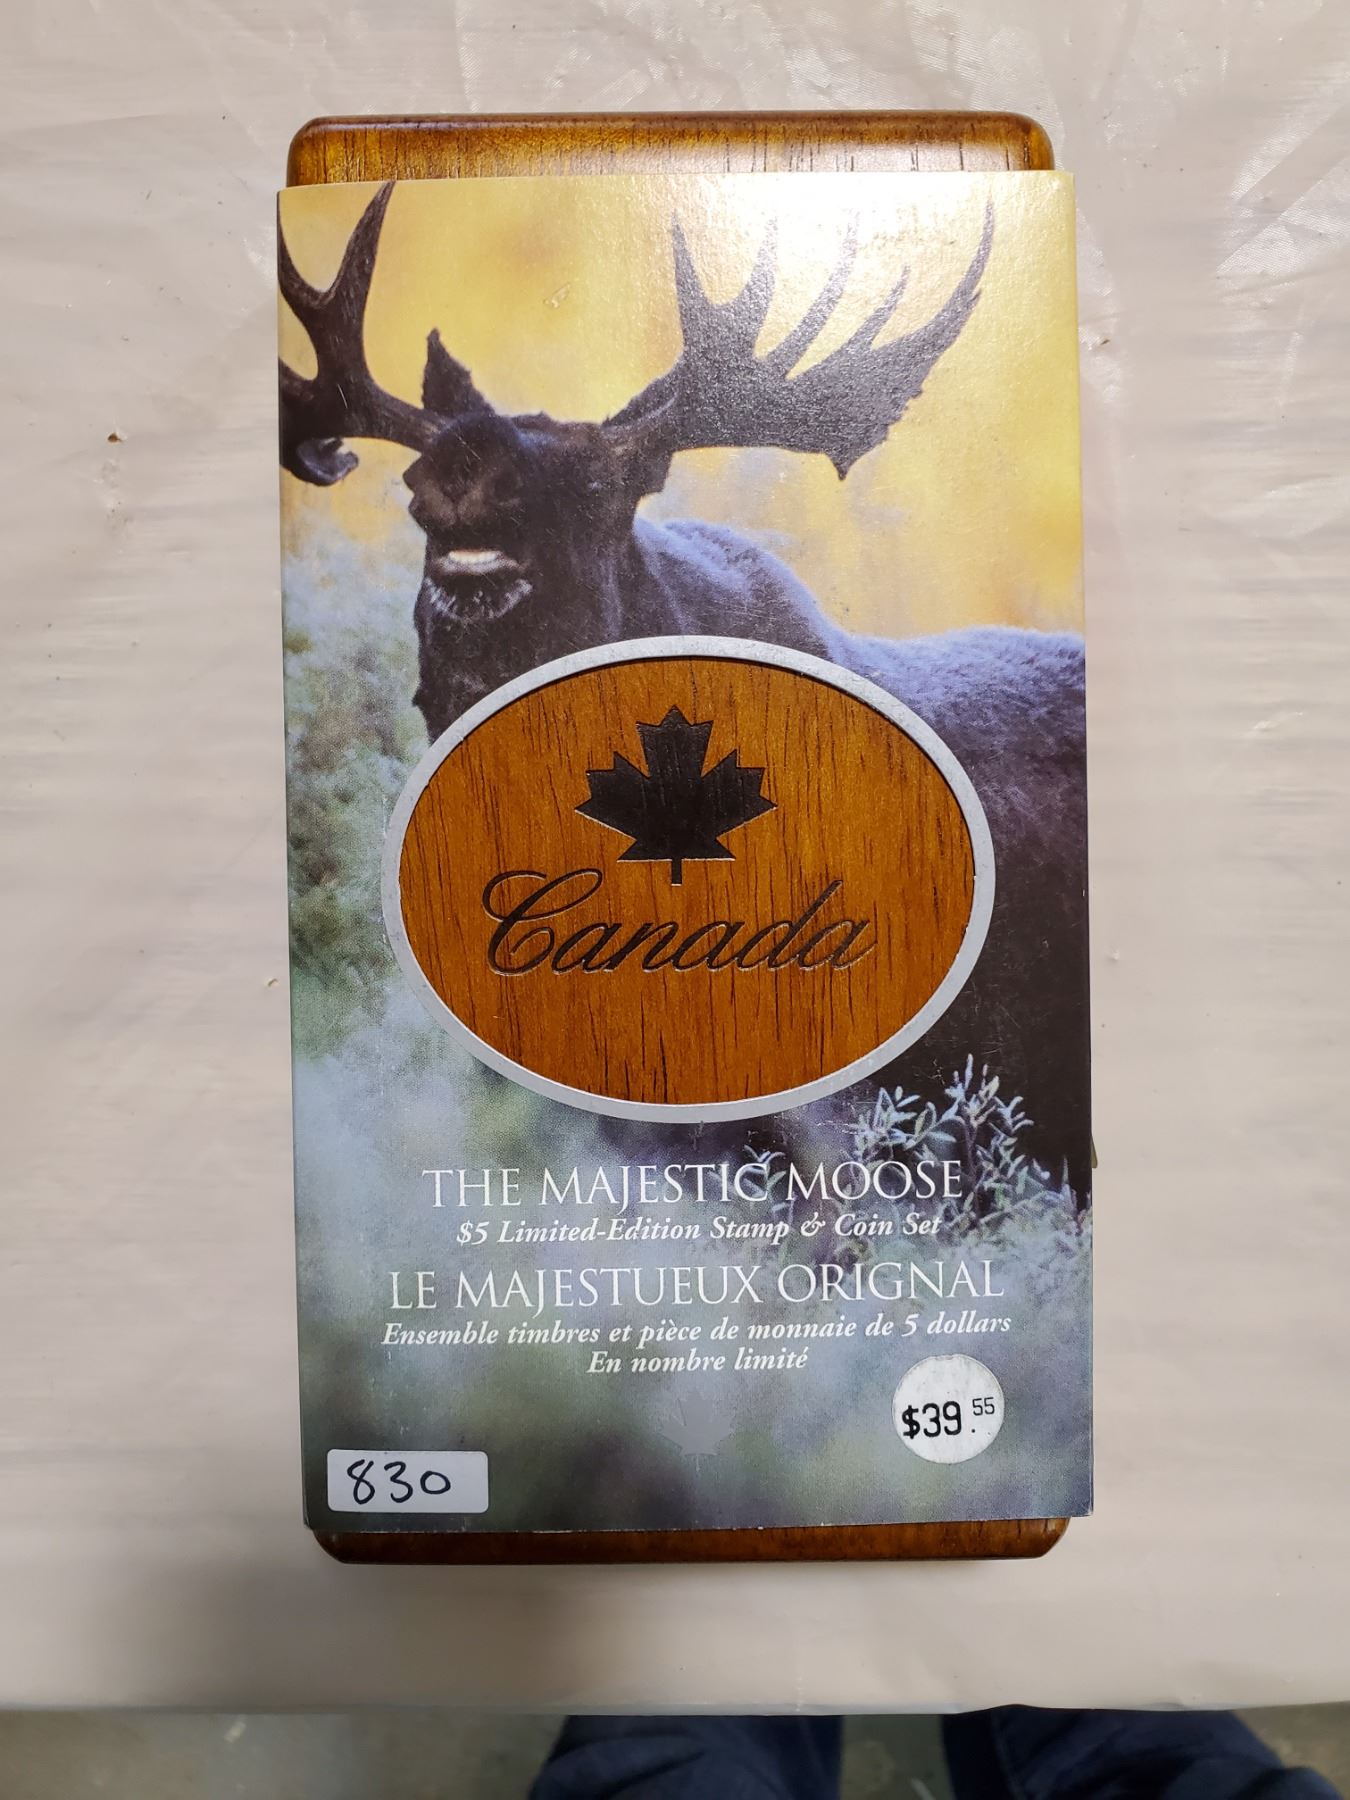 Canada
THE MAJESTIC MOOSE
$5 Limited-Edition Stamp & Coin Set
LE MAJESTUEUX ORIGNAL
Ensemble timbres et pièce de monnaie de 5 dollars
En nombre limité
$39.55
830